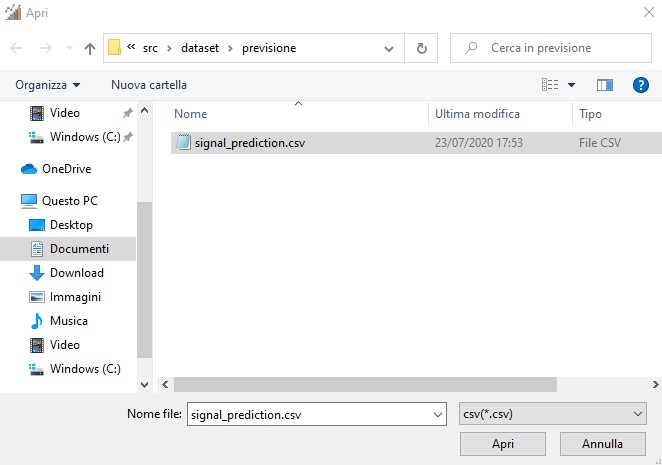 Apri
« src > dataset > previsione
Cerca in previsione
Organizza
Nuova cartella
?
Video
Windows (C:)
OneDrive
Questo PC
Desktop
Documenti
Download
Immagini
Musica
Video
Windows (C:)
Nome Ultima modifica Tipo
signal_prediction.csv 23/07/2020 17:53 File CSV
Nome file: signal_prediction.csv csv(*.csv)
Apri Annulla